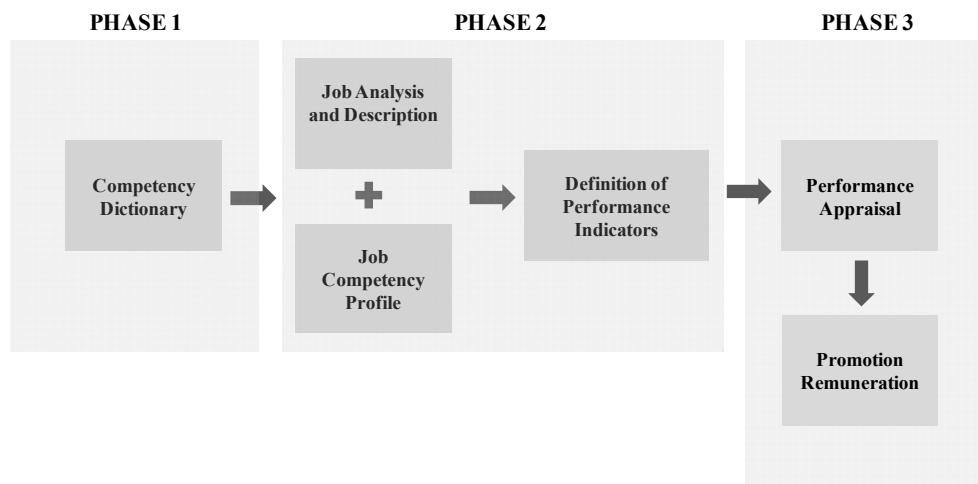 PHASE 1
PHASE 2
PHASE 3
Competency
Dictionary
Job Analysis
and Description
Job
Competency
Profile
Definition of
Performance
Indicators
Performance
Appraisal
Promotion
Remuneration